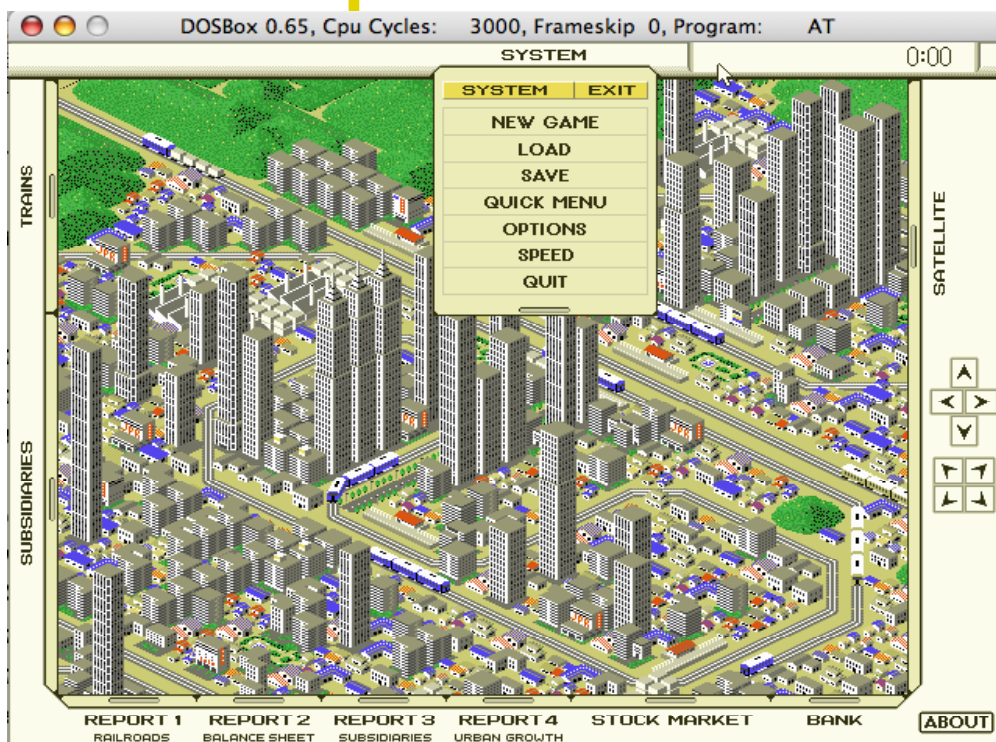 DOSBox 0.65, Cpu Cycles: 3000, Frameskip 0, Program: AT
SYSTEM
0:00
SYSTEM EXIT
NEW GAME
LOAD
SAVE
QUICK MENU
OPTIONS
SPEED
QUIT
TRAINS
SUBSIDIARIES
SATELLITE
REPORT 1 REPORT 2 REPORT 3 REPORT 4 STOCK MARKET BANK ABOUT
RAILROADS BALANCE SHEET SUBSIDIARIES URBAN GROWTH